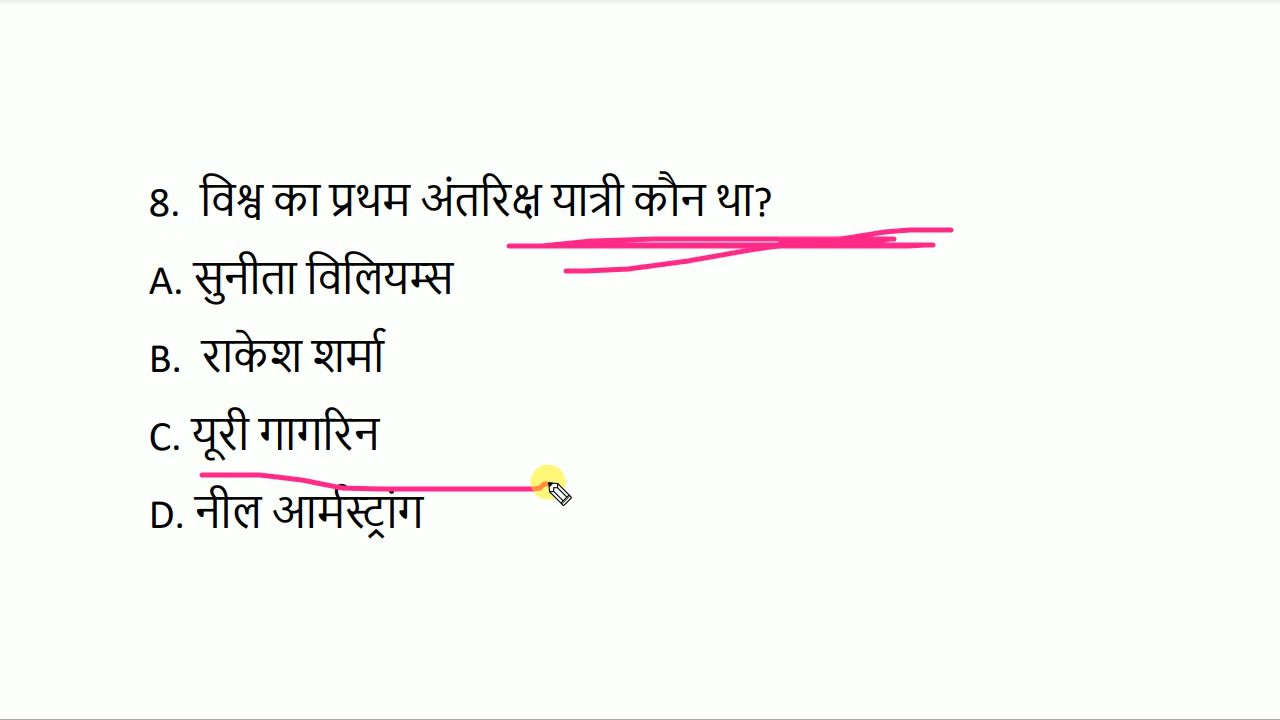 8. विश्व का प्रथम अंतरिक्ष यात्री कौन था?
A. सुनीता विलियम्स
B. राकेश शर्मा
C. यूरी गागरिन
D. नील आर्मस्ट्रांग